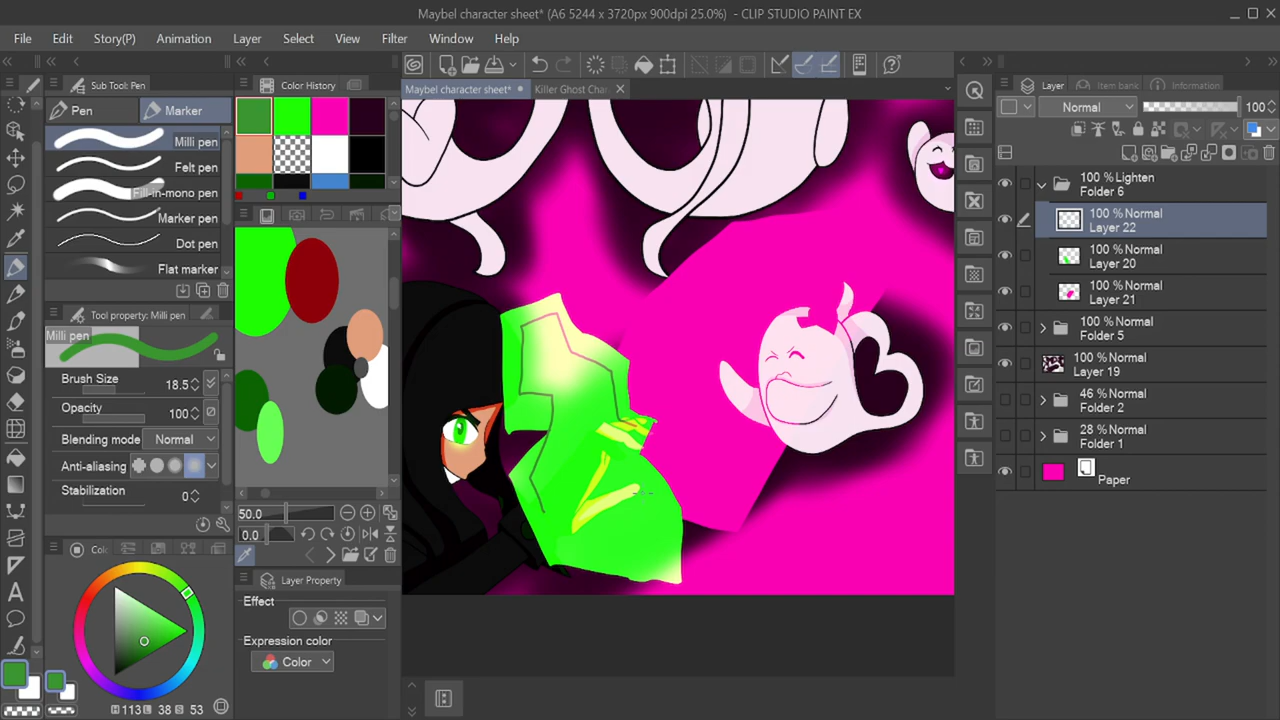 Maybel character sheet* (A6 5244 x 3720px 900dpi 25.0%) - CLIP STUDIO PAINT EX
File Edit Story(P) Animation Layer Select View Filter Window Help
Sub Tool: Pen
Color History
Layer
Item bank
Information
Pen
Marker
Maybel character sheet*
Killer Ghost Char
Normal
100
Milli pen
Felt pen
Fill-in-mono pen
Marker pen
Dot pen
Flat marker
100 % Lighten
Folder 6
100 % Normal
Layer 22
100 % Normal
Layer 20
100 % Normal
Layer 21
100 % Normal
Folder 5
100 % Normal
Layer 19
46 % Normal
Folder 2
28 % Normal
Folder 1
Paper
Tool property: Milli pen
Milli pen
Brush Size 18.5
Opacity 100
Blending mode Normal
Anti-aliasing
Stabilization 0
50.0
0.0
Col
Layer Property
Effect
Expression color
Color
H 113 L 38 S 53